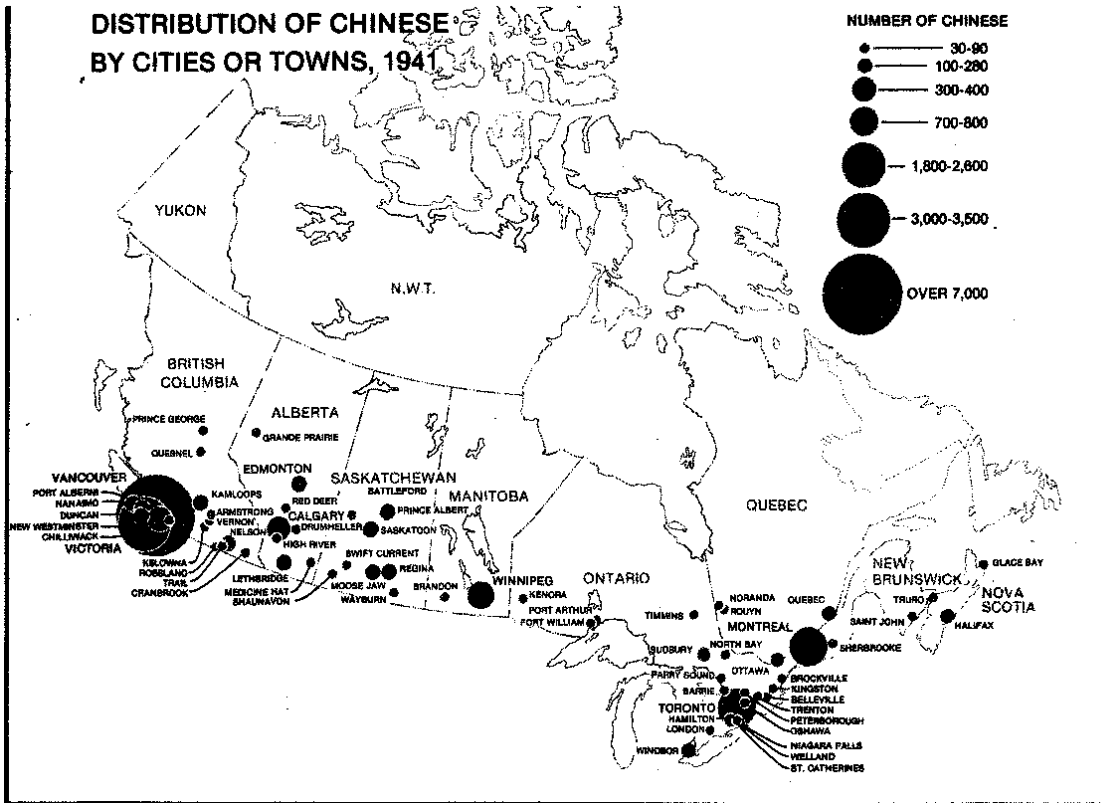 DISTRIBUTION OF CHINESE
BY CITIES OR TOWNS, 1941
NUMBER OF CHINESE
30-90
100-280
300-400
700-800
1,800-2,600
3,000-3,500
OVER 7,000
YUKON
N.W.T.
BRITISH
COLUMBIA
PRINCE GEORGE
QUESNEL
ALBERTA
GRANDE PRAIRIE
EDMONTON
SASKATCHEWAN
BATTLEFORD
MANITOBA
QUEBEC
VANCOUVER
PORT ALBERNI
NANAIMO
DUNCAN
NEW WESTMINSTER
CHILLIWACK
VICTORIA
KAMLOOPS
ARMSTRONG
VERNON
NELSON
KELOWNA
ROSSLAND
TRAIL
CRANBROOK
RED DEER
CALGARY
DRUMHELLER
HIGH RIVER
PRINCE ALBERT
SASKATOON
LETHBRIDGE
MEDICINE HAT
SHAUNAVON
SWIFT CURRENT
REGINA
MOOSE JAW
WAYBURN
BRANDON
WINNIPEG
KENORA
ONTARIO
PORT ARTHUR
FORT WILLIAM
TIMMINS
NORANDA
ROUYN
MONTREAL
QUEBEC
SUDBURY
NORTH BAY
OTTAWA
SHERBROOKE
NEW
BRUNSWICK
GLACE BAY
NOVA
SCOTIA
TRURO
SAINT JOHN
HALIFAX
PARRY SOUND
BARRIE
TORONTO
HAMILTON
LONDON
WINDSOR
BROCKVILLE
KINGSTON
BELLEVILLE
TRENTON
PETERBOROUGH
OSHAWA
NIAGARA FALLS
WELLAND
ST. CATHERINES